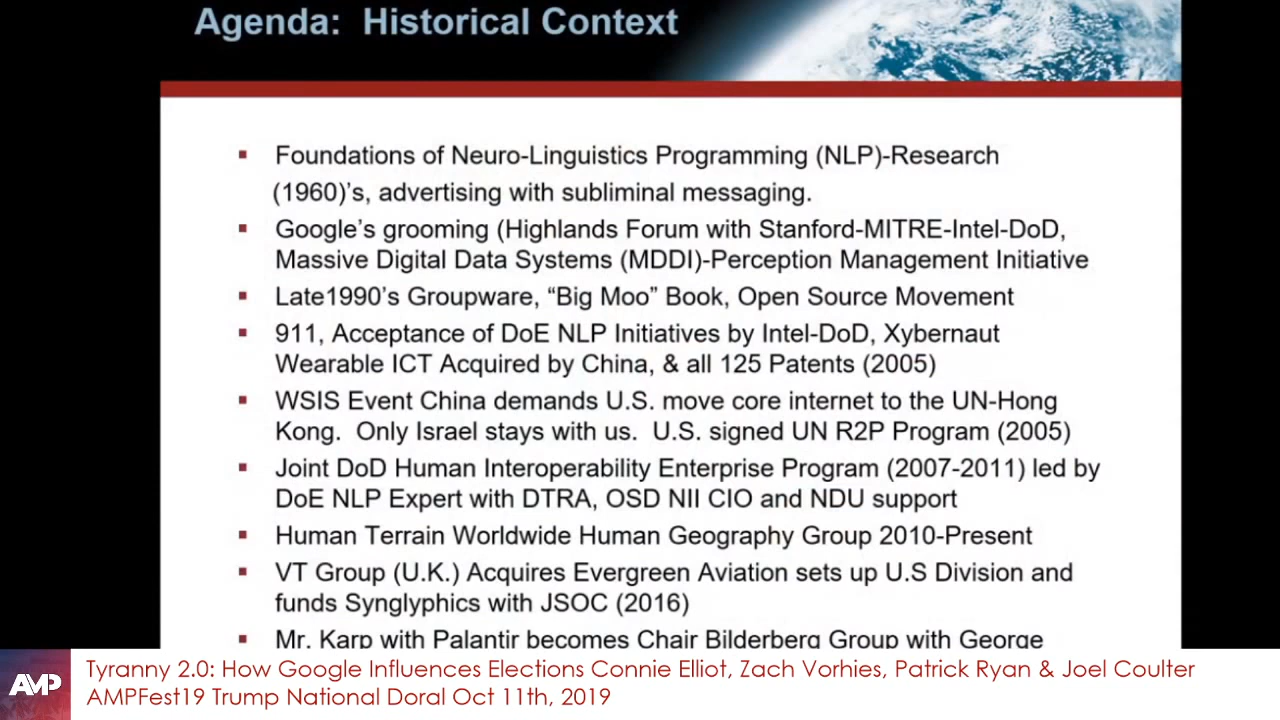 Agenda: Historical Context
Foundations of Neuro-Linguistics Programming (NLP)-Research
(1960)'s, advertising with subliminal messaging.
Google's grooming (Highlands Forum with Stanford-MITRE-Intel-DoD,
Massive Digital Data Systems (MDDI)-Perception Management Initiative
Late1990's Groupware, “Big Moo” Book, Open Source Movement
911, Acceptance of DoE NLP Initiatives by Intel-DoD, Xybernaut
Wearable ICT Acquired by China, & all 125 Patents (2005)
WSIS Event China demands U.S. move core internet to the UN-Hong
Kong. Only Israel stays with us. U.S. signed UN R2P Program (2005)
Joint DoD Human Interoperability Enterprise Program (2007-2011) led by
DoE NLP Expert with DTRA, OSD NII CIO and NDU support
Human Terrain Worldwide Human Geography Group 2010-Present
VT Group (U.K.) Acquires Evergreen Aviation sets up U.S Division and
funds Synglyphics with JSOC (2016)
Mr. Karp with Palantir becomes Chair Bilderberg Group with George
AMP
Tyranny 2.0: How Google Influences Elections Connie Elliot, Zach Vorhies, Patrick Ryan & Joel Coulter
AMPFest19 Trump National Doral Oct 11th, 2019